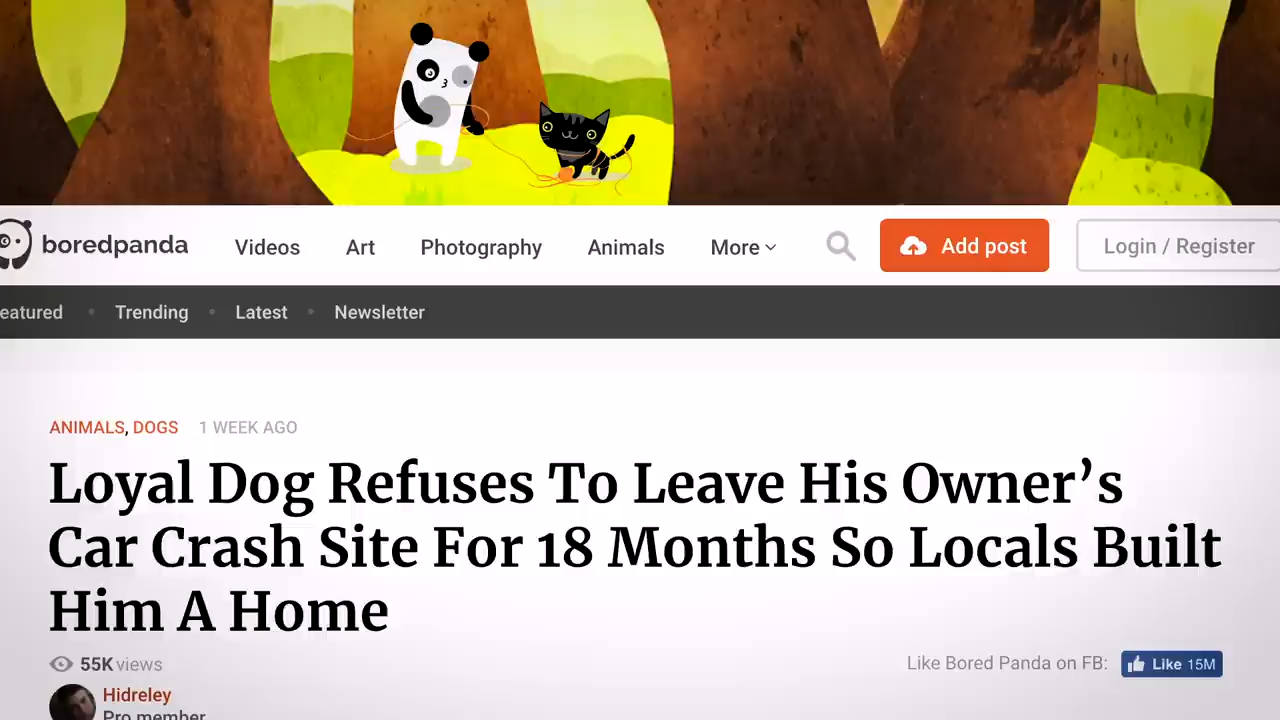 boredpanda Videos Art Photography Animals More Add post Login / Register
eatured • Trending • Latest • Newsletter
ANIMALS, DOGS 1 WEEK AGO
Loyal Dog Refuses To Leave His Owner’s
Car Crash Site For 18 Months So Locals Built
Him A Home
55K views Like Bored Panda on FB: Like 15M
Hidreley
Pro member